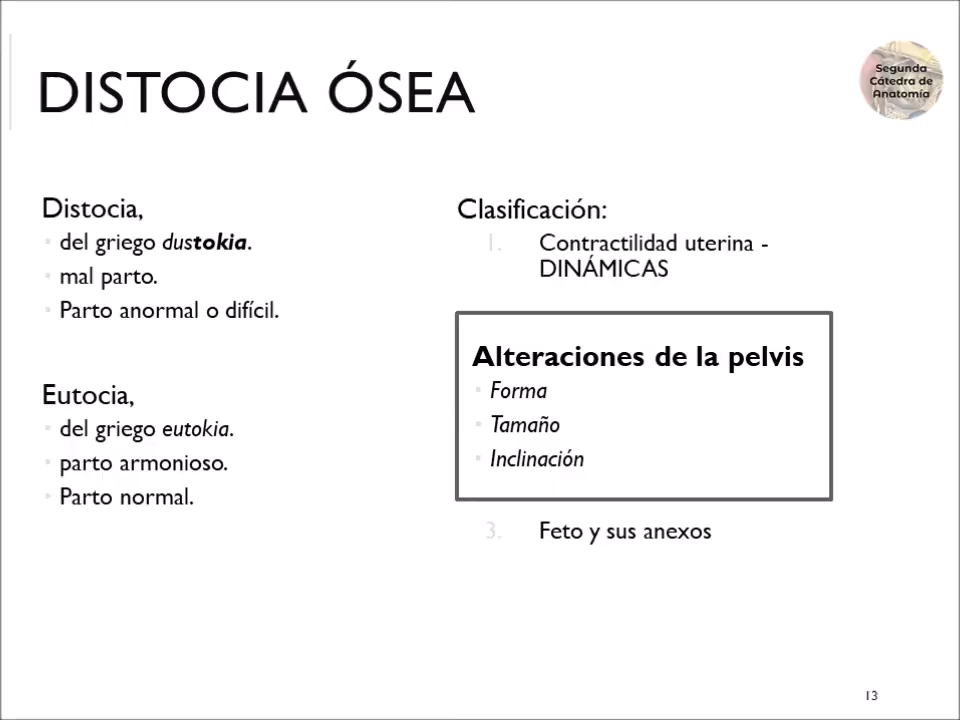 DISTOCIA ÓSEA
Segunda
Cátedra de
Anatomía
Distocia,
del griego dustokia.
mal parto.
Parto anormal o difícil.
Eutocia,
del griego eutokia.
parto armonioso.
Parto normal.
Clasificación:
1. Contractilidad uterina -
DINÁMICAS
Alteraciones de la pelvis
Forma
Tamaño
Inclinación
3. Feto y sus anexos
13